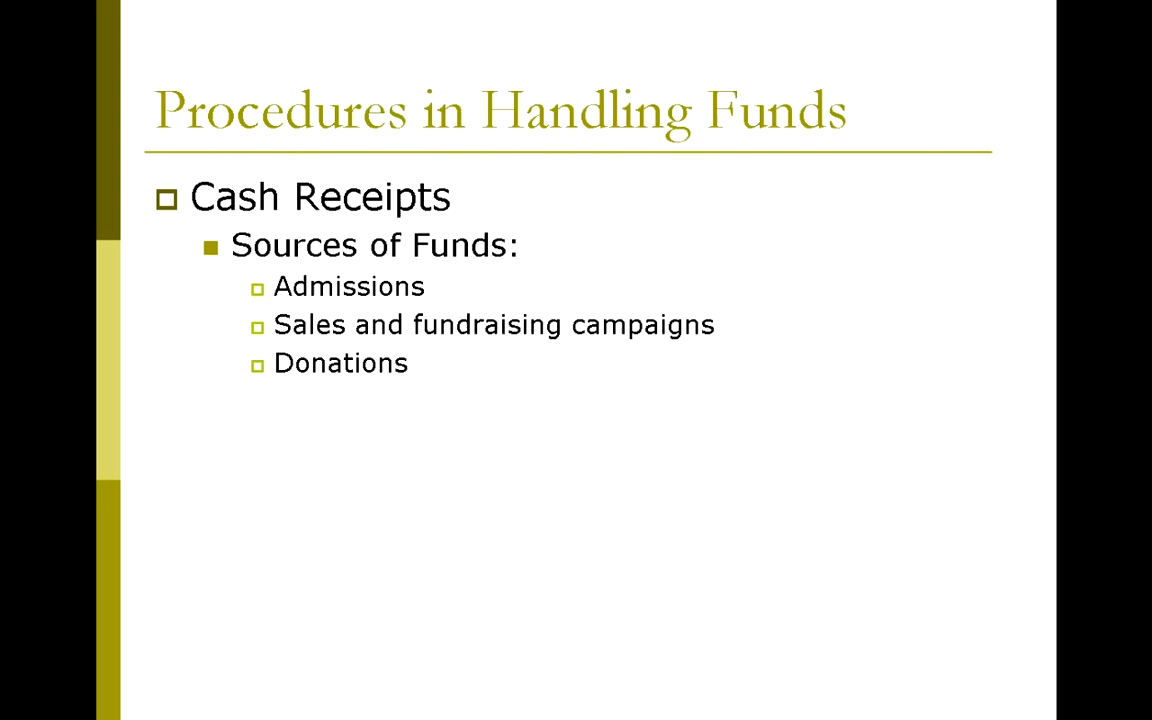 Procedures in Handling Funds
Cash Receipts
Sources of Funds:
Admissions
Sales and fundraising campaigns
Donations